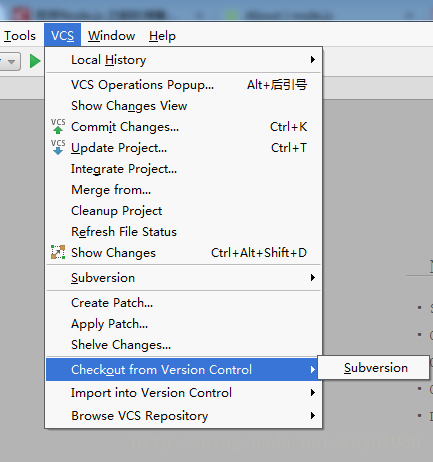 Tools VCS Window Help
Local History
VCS Operations Popup... Alt+后引号
Show Changes View
VCS Commit Changes... Ctrl+K
VCS Update Project... Ctrl+T
Integrate Project...
Merge from...
Cleanup Project
Refresh File Status
Show Changes Ctrl+Alt+Shift+D
Subversion
Create Patch...
Apply Patch...
Shelve Changes...
Checkout from Version Control Subversion
Import into Version Control
Browse VCS Repository